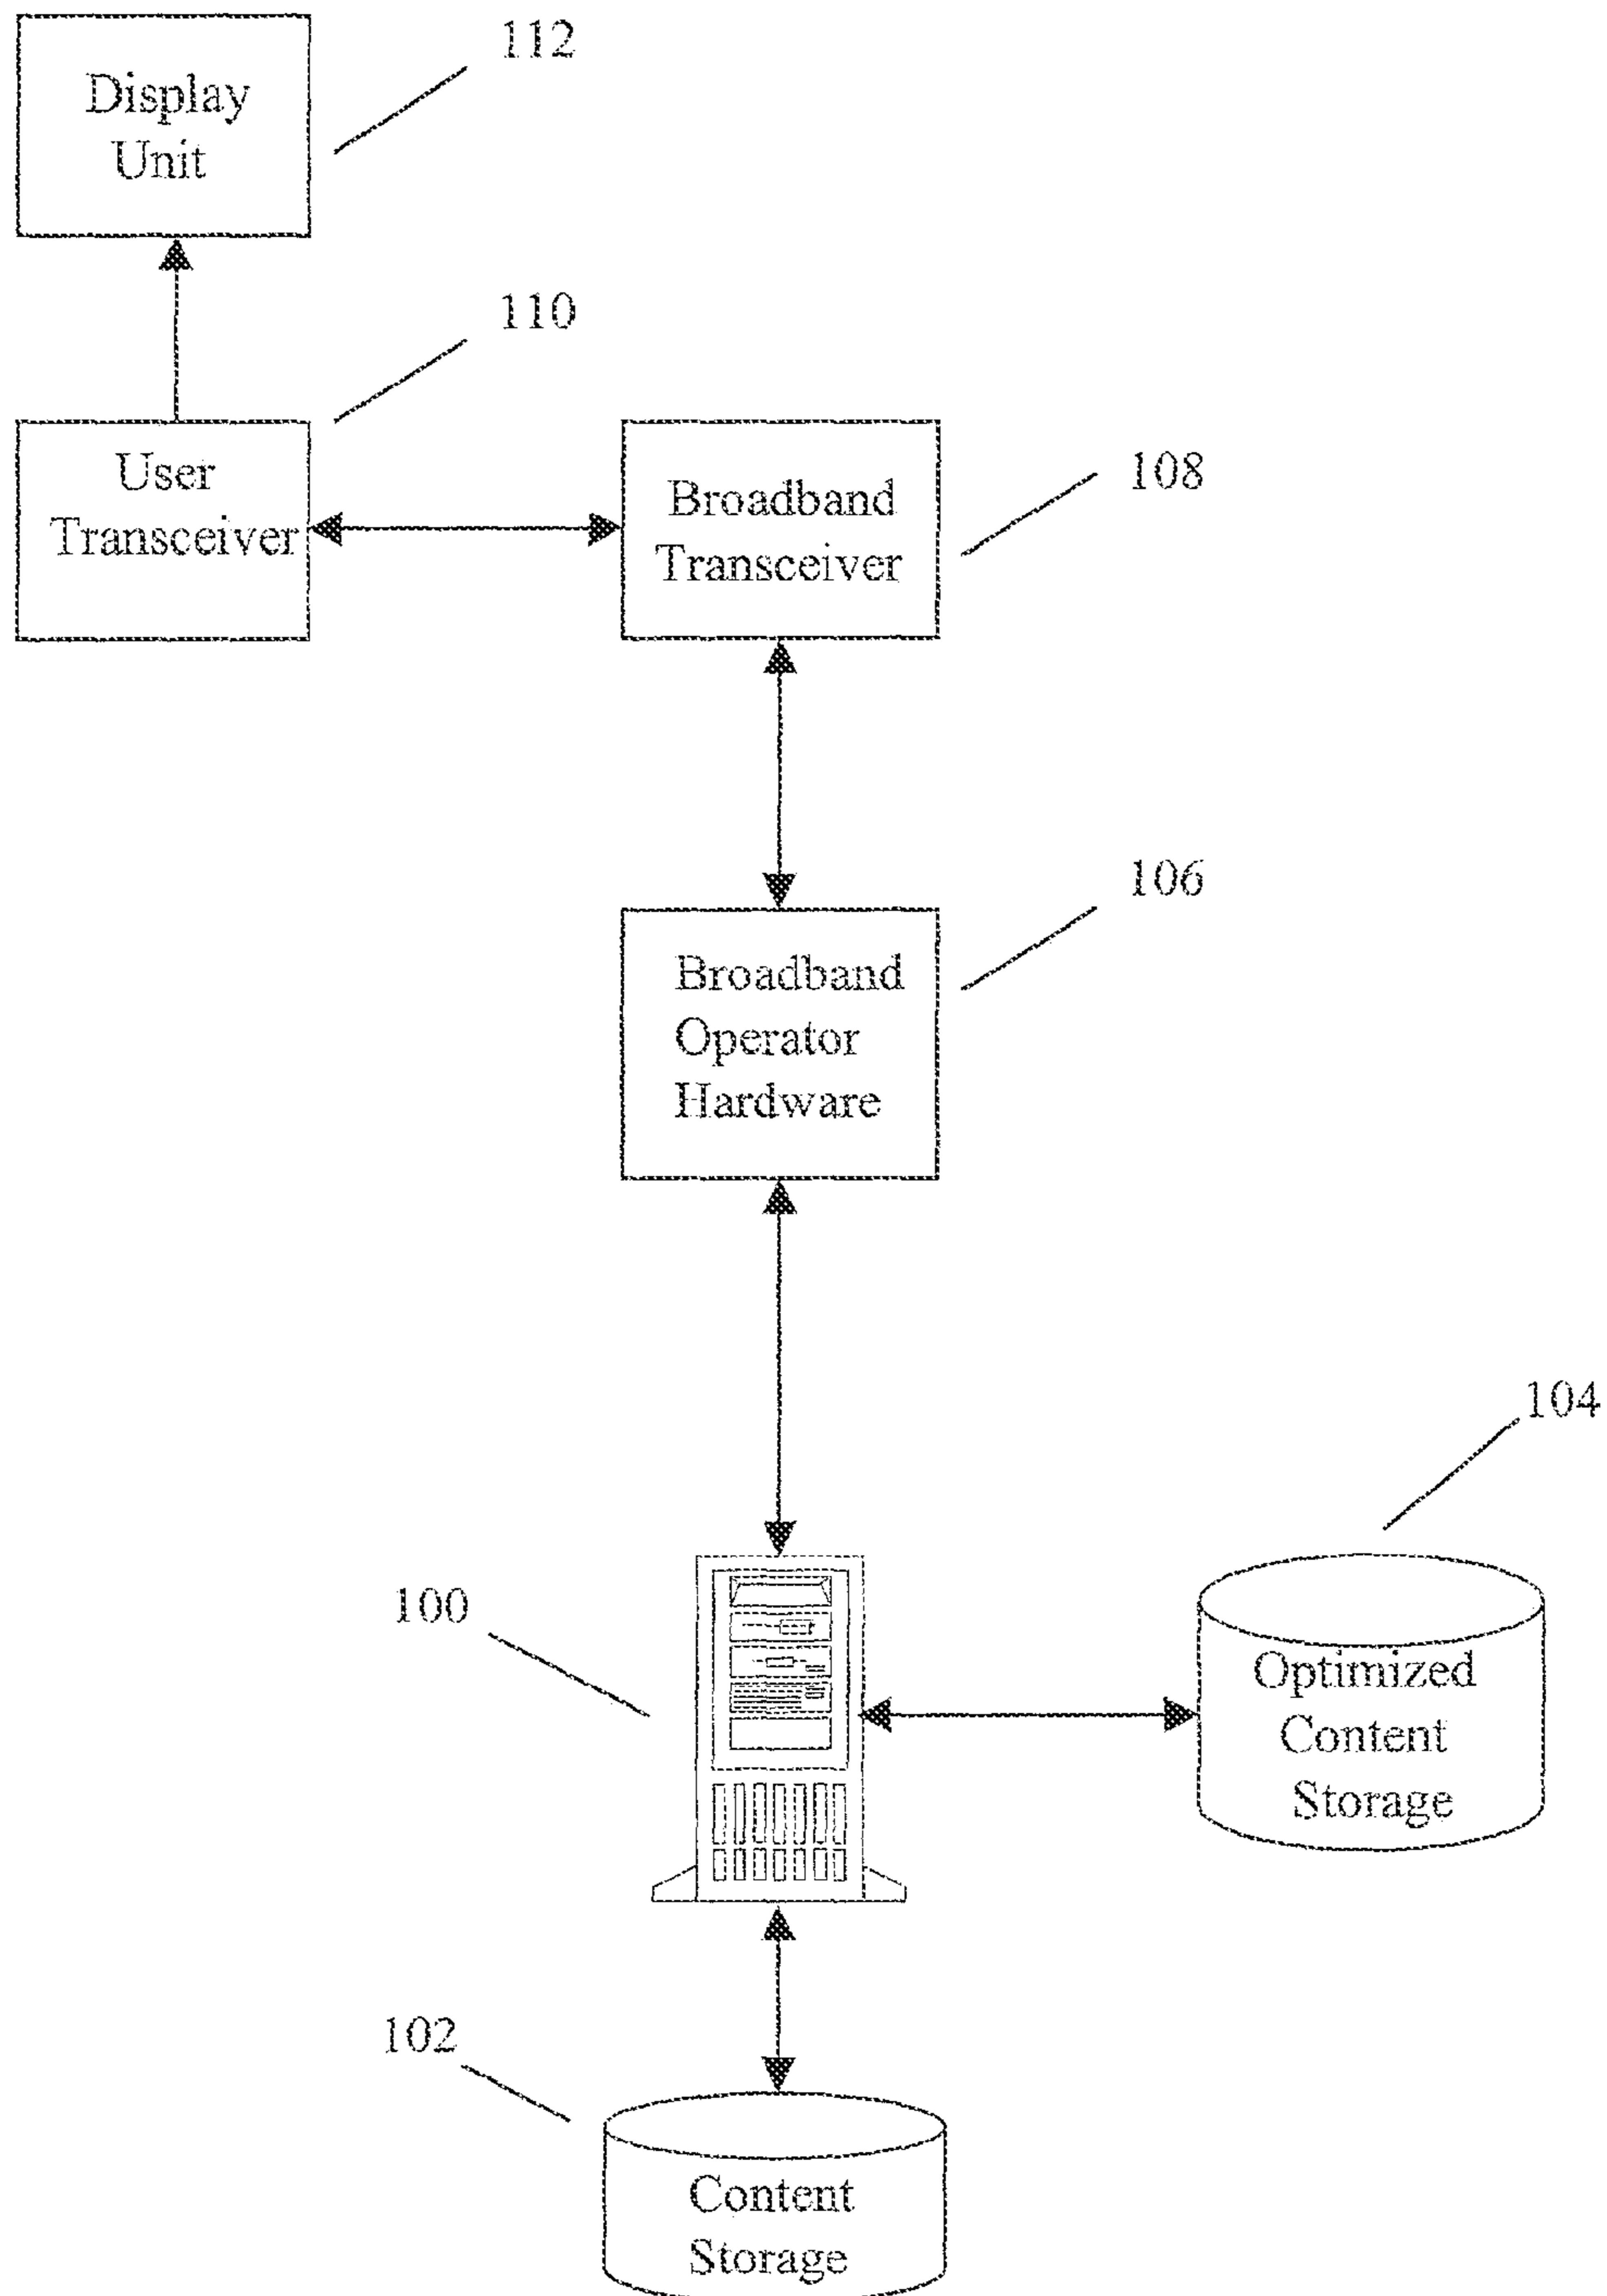 112
Display
Unit
110
User
Transceiver
108
Broadband
Transceiver
106
Broadband
Operator
Hardware
104
100
Optimized
Content
Storage
102
Content
Storage